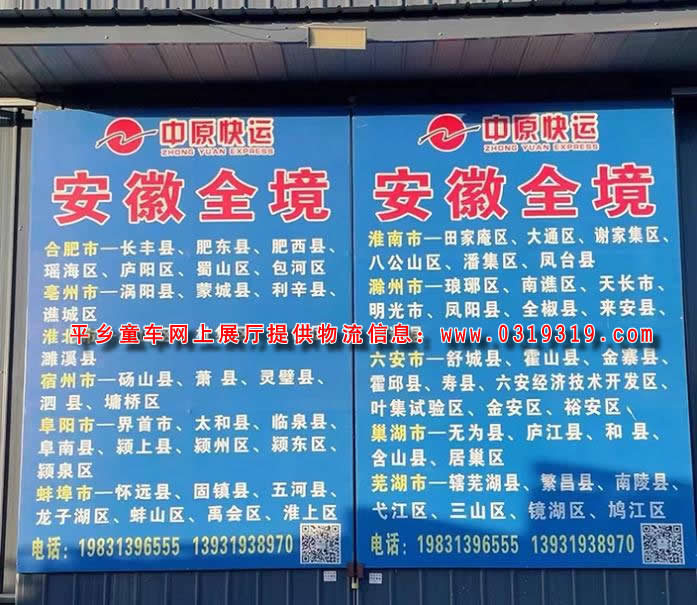 中原快运
ZHONG YUAN EXPRESS
安徽全境
合肥市—长丰县、肥东县、肥西县、
瑶海区、庐阳区、蜀山区、包河区
亳州市—涡阳县、蒙城县、利辛县、
谯城区
淮北市
濉溪县
宿州市—砀山县、萧 县、灵璧县、
泗 县、埇桥区
阜阳市—界首市、太和县、临泉县、
阜南县、颍上县、颍州区、颍东区、
颍泉区
蚌埠市—怀远县、固镇县、五河县、
龙子湖区、蚌山区、禹会区、淮上区
电话：19831396555 13931938970
中原快运
ZHONG YUAN EXPRESS
安徽全境
淮南市—田家庵区、大通区、谢家集区、
八公山区、潘集区、凤台县
滁州市—琅琊区、南谯区、天长市、
明光市、凤阳县、全椒县、来安县、
六安市—舒城县、霍山县、金寨县、
霍邱县、寿县、六安经济技术开发区、
叶集试验区、金安区、裕安区
巢湖市—无为县、庐江县、和 县、
含山县、居巢区
芜湖市—辖芜湖县、繁昌县、南陵县、
弋江区、三山区、镜湖区、鸠江区
电话：19831396555 13931938970
平乡童车网上展厅提供物流信息：www.0319319.com